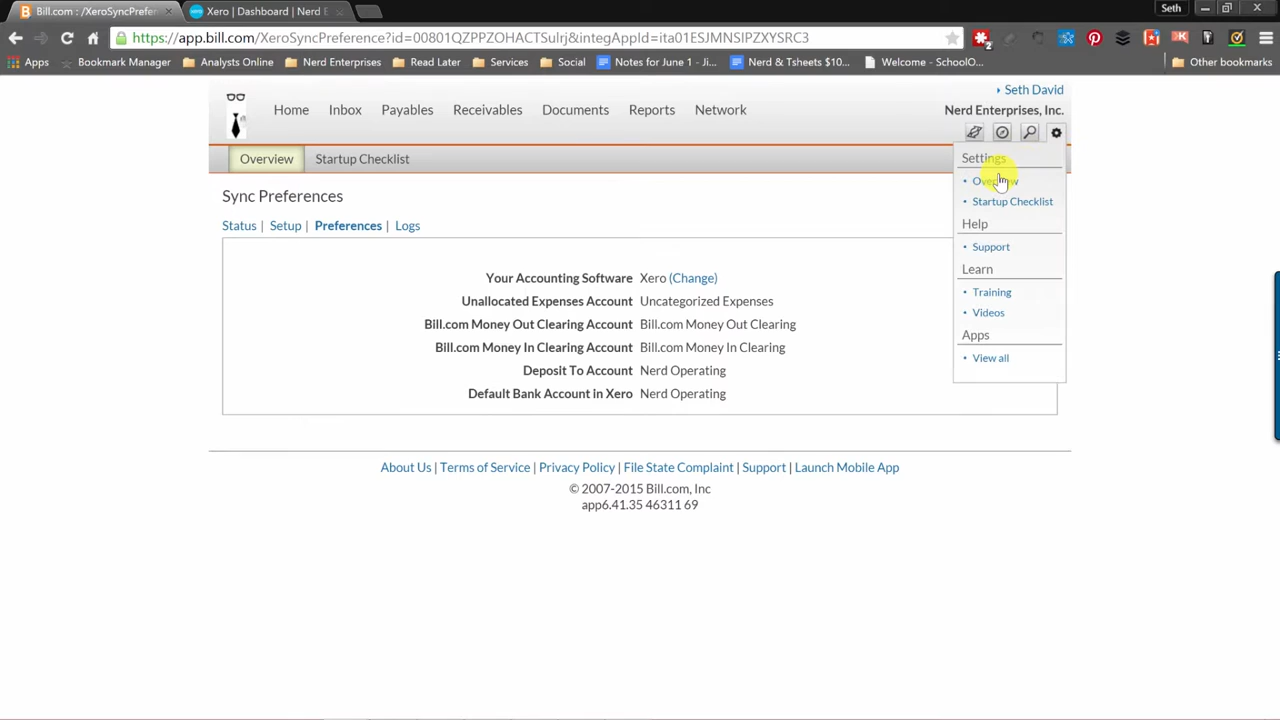 Bill.com : /XeroSyncPrefer
Xero | Dashboard | Nerd E
Seth
https://app.bill.com/XeroSyncPreference?id=00801QZPPZOHACTSulrj&integAppId=ita01ESJMNSIPZXYSRC3
2
Apps
Bookmark Manager
Analysts Online
Nerd Enterprises
Read Later
Services
Social
Notes for June 1 - Ji...
Nerd & Tsheets $10...
Welcome - SchoolO...
Other bookmarks
Seth David
Home Inbox Payables Receivables Documents Reports Network
Nerd Enterprises, Inc.
Overview Startup Checklist
Sync Preferences
Status | Setup | Preferences | Logs
Your Accounting Software Xero (Change)
Unallocated Expenses Account Uncategorized Expenses
Bill.com Money Out Clearing Account Bill.com Money Out Clearing
Bill.com Money In Clearing Account Bill.com Money In Clearing
Deposit To Account Nerd Operating
Default Bank Account in Xero Nerd Operating
Settings
Overview
Startup Checklist
Help
Support
Learn
Training
Videos
Apps
View all
About Us | Terms of Service | Privacy Policy | File State Complaint | Support | Launch Mobile App
© 2007-2015 Bill.com, Inc
app6.41.35 46311 69